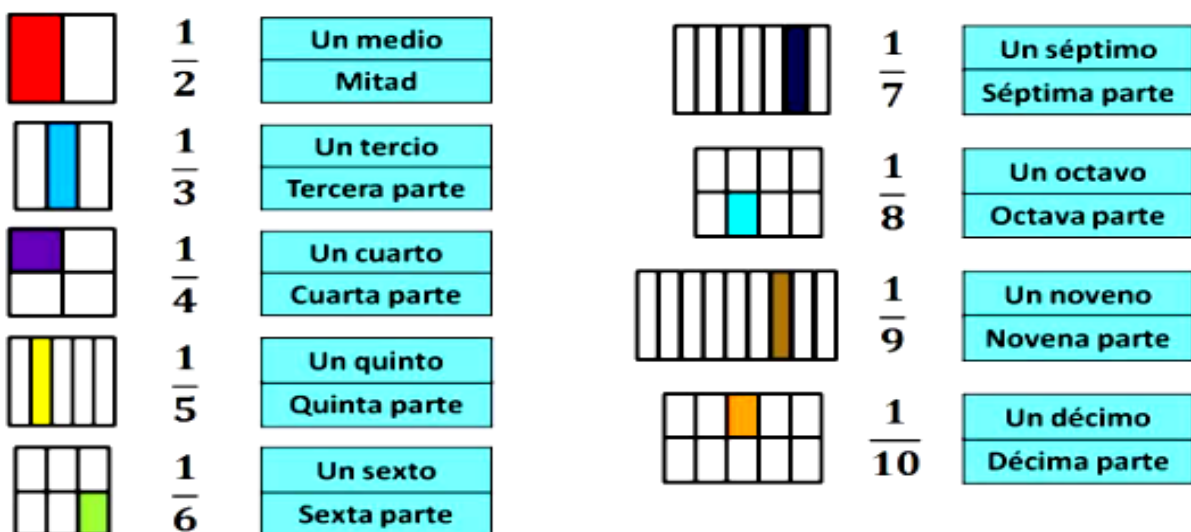 1/2
Un medio
Mitad
1/3
Un tercio
Tercera parte
1/4
Un cuarto
Cuarta parte
1/5
Un quinto
Quinta parte
1/6
Un sexto
Sexta parte
1/7
Un séptimo
Séptima parte
1/8
Un octavo
Octava parte
1/9
Un noveno
Novena parte
1/10
Un décimo
Décima parte